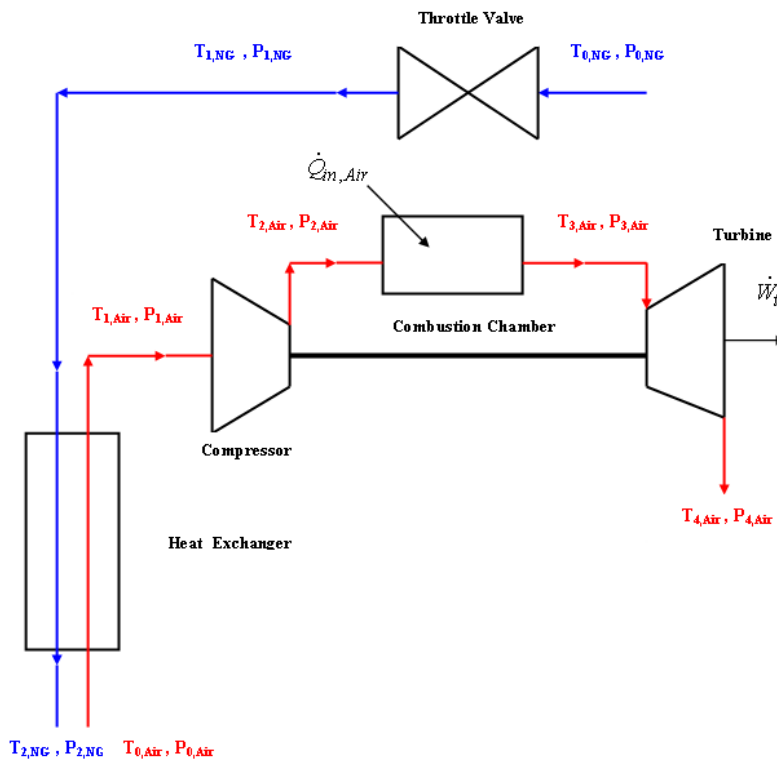 Throttle Valve
T1,NG , P1,NG
T0,NG , P0,NG
Q̇in,Air
T2,Air , P2,Air
T3,Air , P3,Air
Turbine
Ẇt
T1,Air , P1,Air
Combustion Chamber
Compressor
T4,Air , P4,Air
Heat Exchanger
T2,NG , P2,NG T0,Air , P0,Air